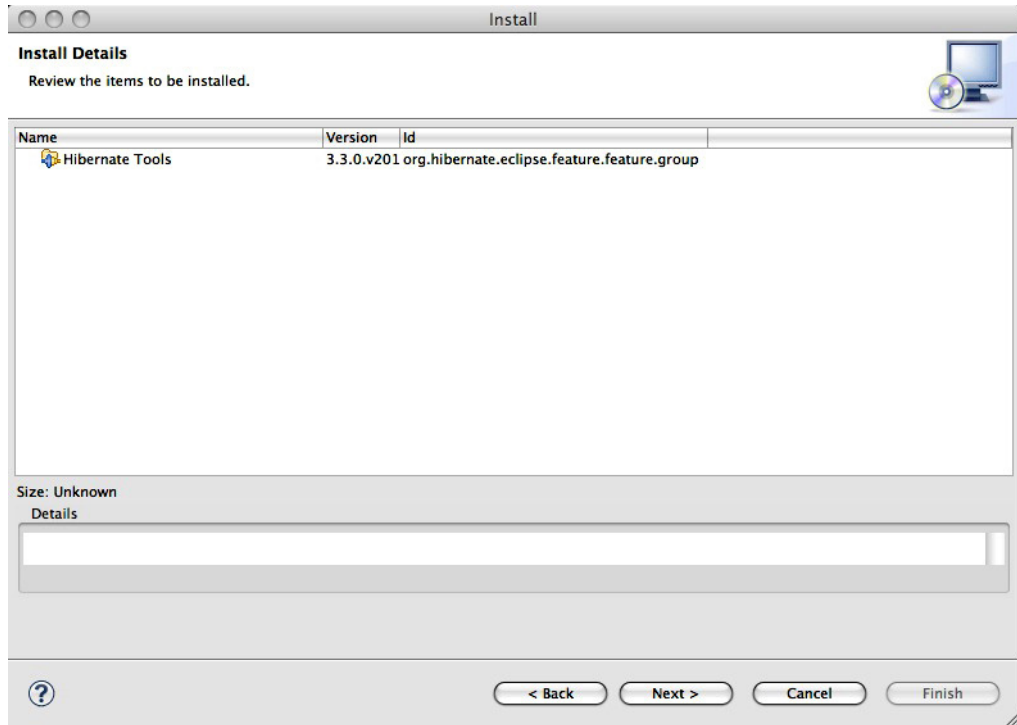 Install
Install Details
Review the items to be installed.
Name Version Id
Hibernate Tools 3.3.0.v201 org.hibernate.eclipse.feature.feature.group
Size: Unknown
Details
? < Back Next > Cancel Finish